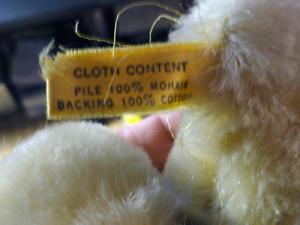 CLOTH CONTENT
PILE 100% MOHAIR
BACKING 100% COTTON